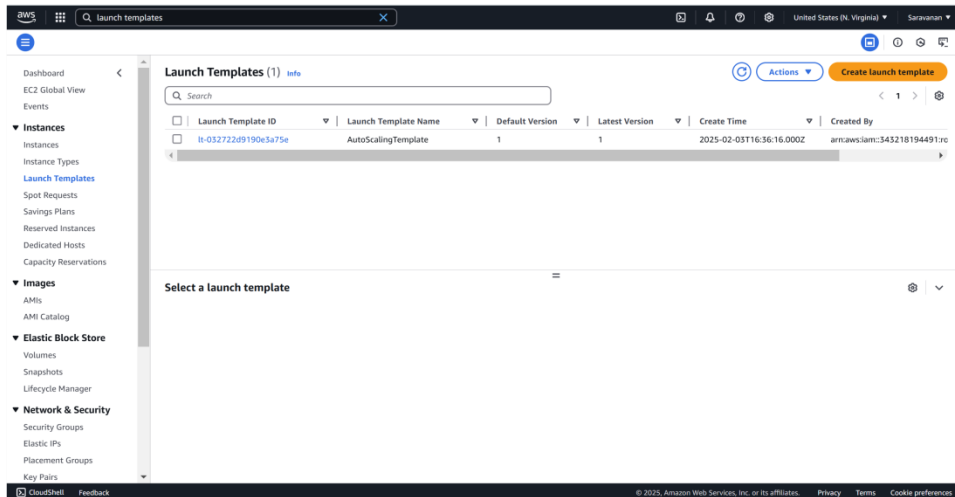 aws launch templates United States (N. Virginia) Saravanan
Dashboard
EC2 Global View
Events
Instances
Instances
Instance Types
Launch Templates
Spot Requests
Savings Plans
Reserved Instances
Dedicated Hosts
Capacity Reservations
Images
AMIs
AMI Catalog
Elastic Block Store
Volumes
Snapshots
Lifecycle Manager
Network & Security
Security Groups
Elastic IPs
Placement Groups
Key Pairs
Launch Templates (1) Info Actions Create launch template
Search 1
Launch Template ID Launch Template Name Default Version Latest Version Create Time Created By
lt-032722d9190e3a75e AutoScalingTemplate 1 1 2025-02-03T16:36:16.000Z arn:aws:iam::343218194491:ro
Select a launch template
CloudShell Feedback © 2025, Amazon Web Services, Inc. or its affiliates. Privacy Terms Cookie preferences